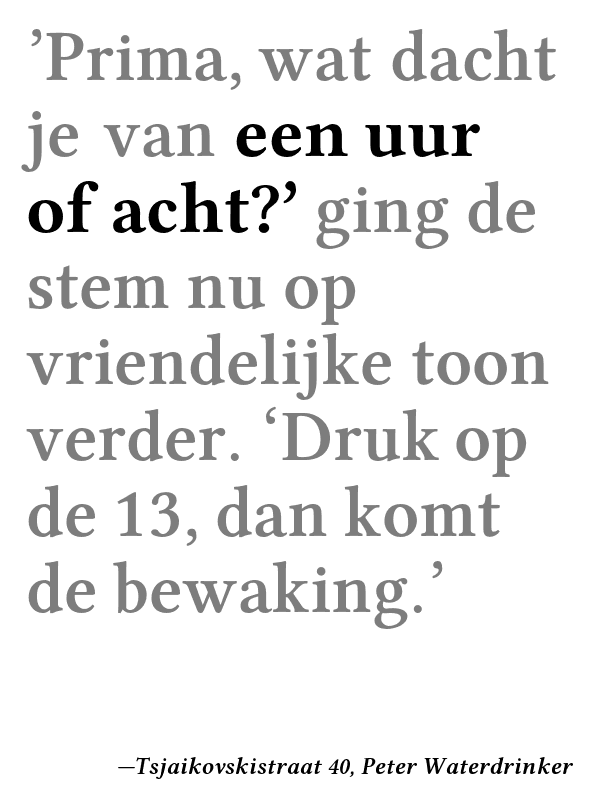 ’Prima, wat dacht
je van een uur
of acht?’ ging de
stem nu op
vriendelijke toon
verder. ‘Druk op
de 13, dan komt
de bewaking.’
—Tsjaikovskistraat 40, Peter Waterdrinker